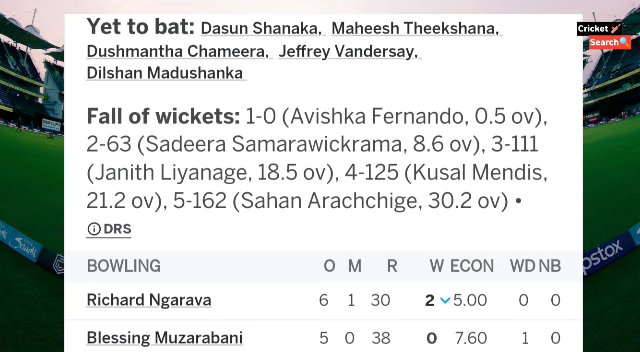 Yet to bat: Dasun Shanaka, Maheesh Theekshana,
Dushmantha Chameera, Jeffrey Vandersay,
Dilshan Madushanka
Cricket
Search
Fall of wickets: 1-0 (Avishka Fernando, 0.5 ov),
2-63 (Sadeera Samarawickrama, 8.6 ov), 3-111
(Janith Liyanage, 18.5 ov), 4-125 (Kusal Mendis,
21.2 ov), 5-162 (Sahan Arachchige, 30.2 ov) •
DRS
BOWLING O M R W ECON WD NB
Richard Ngarava 6 1 30 2 5.00 0 0
Blessing Muzarabani 5 0 38 0 7.60 1 0